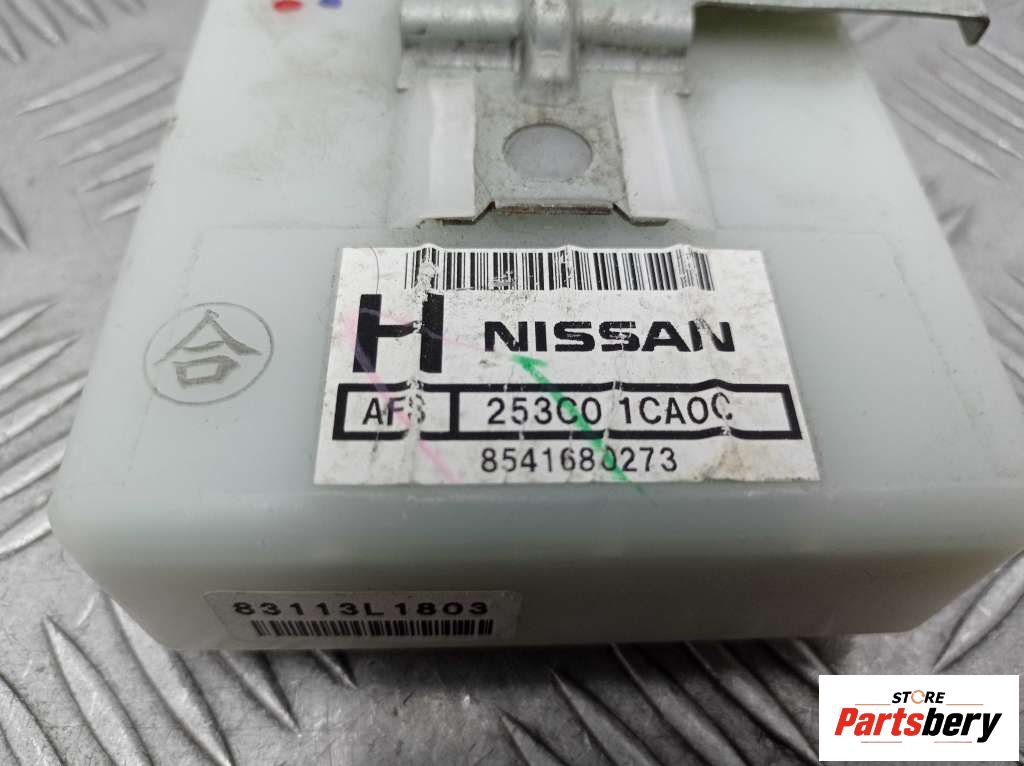 合
H NISSAN
AFS 253C0 1CA0C
8541680273
83113L1803
STORE
Partsbery